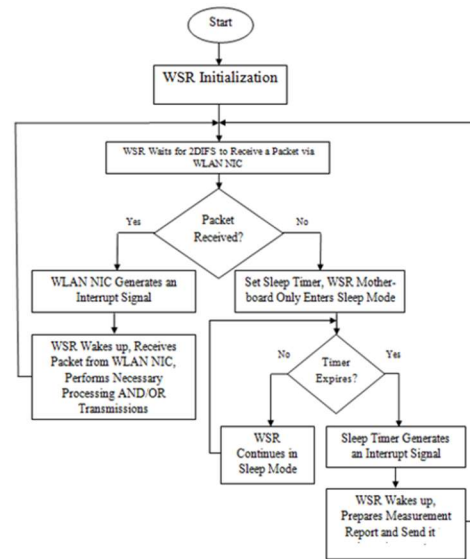 Start
WSR Initialization
WSR Waits for 2DIFS to Receive a Packet via
WLAN NIC
Packet
Received?
Yes
No
WLAN NIC Generates an
Interrupt Signal
Set Sleep Timer, WSR Mother-
board Only Enters Sleep Mode
WSR Wakes up, Receives
Packet from WLAN NIC,
Performs Necessary
Processing AND/OR
Transmissions
No
Timer
Expires?
Yes
WSR
Continues in
Sleep Mode
Sleep Timer Generates
an Interrupt Signal
WSR Wakes up,
Prepares Measurement
Report and Send it